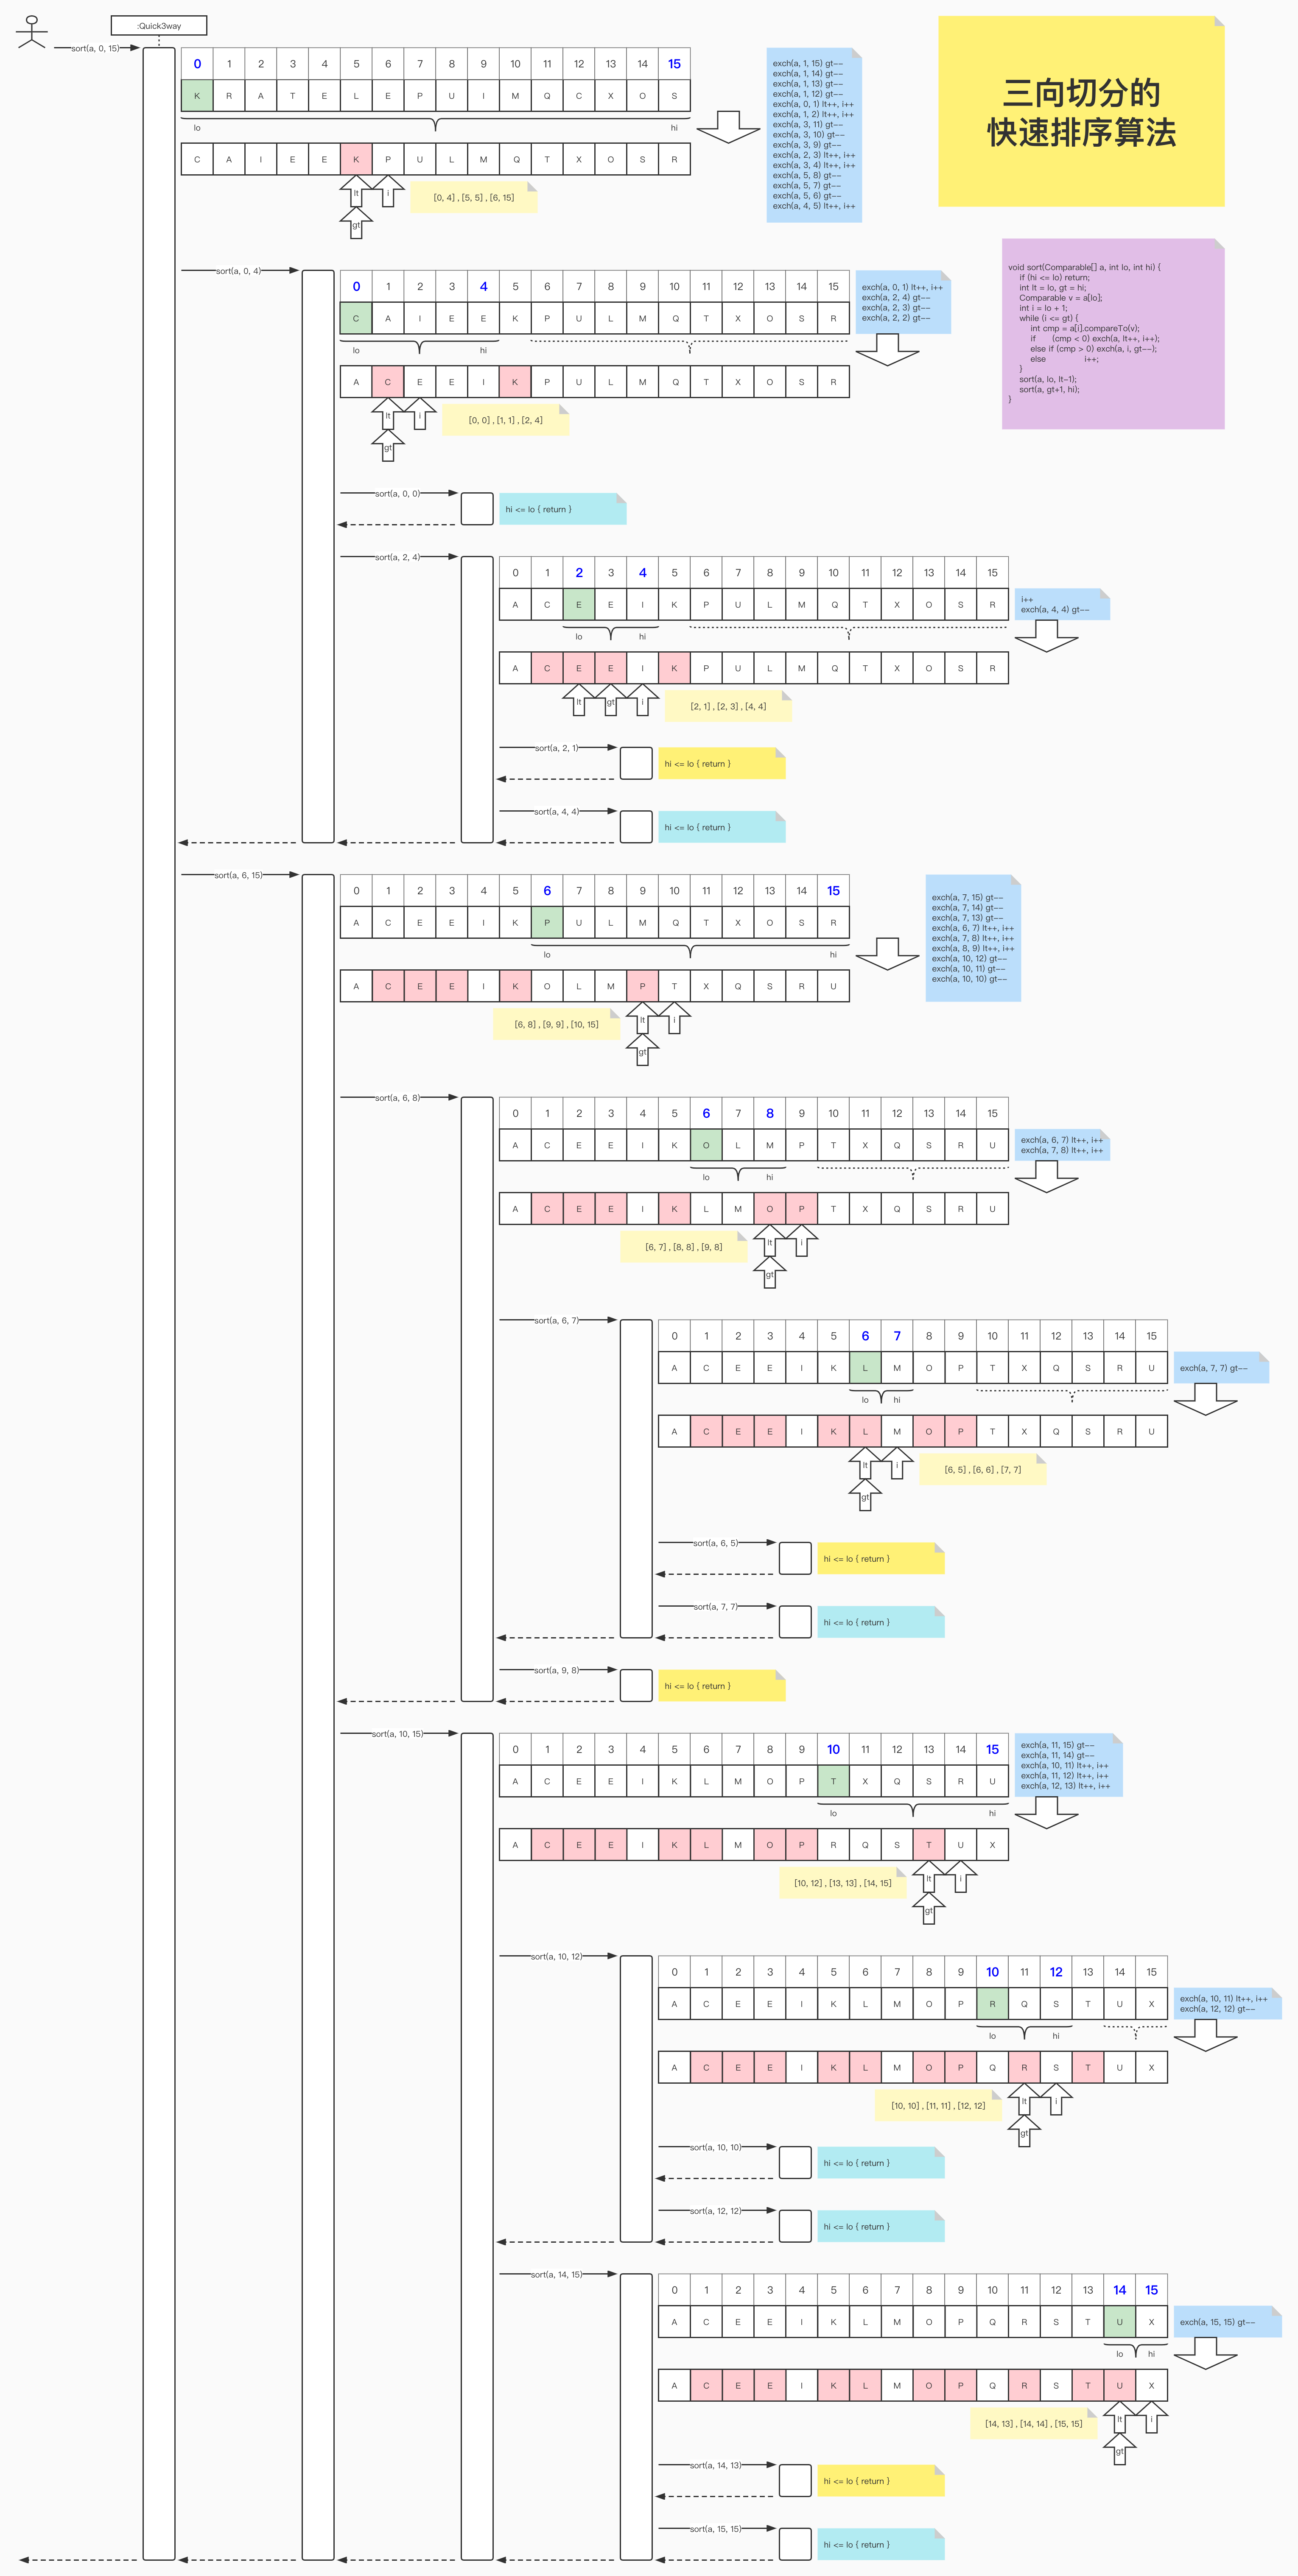 :Quick3way
sort(a, 0, 15)
三向切分的
快速排序算法
0 1 2 3 4 5 6 7 8 9 10 11 12 13 14 15
K R A T E L E P U I M Q C X O S
lo hi
C A I E E K P U L M Q T X O S R
lt i
gt
[0, 4] , [5, 5] , [6, 15]
exch(a, 1, 15) gt--
exch(a, 1, 14) gt--
exch(a, 1, 13) gt--
exch(a, 1, 12) gt--
exch(a, 0, 1) lt++, i++
exch(a, 1, 2) lt++, i++
exch(a, 3, 11) gt--
exch(a, 3, 10) gt--
exch(a, 3, 9) gt--
exch(a, 2, 3) lt++, i++
exch(a, 3, 4) lt++, i++
exch(a, 5, 8) gt--
exch(a, 5, 7) gt--
exch(a, 5, 6) gt--
exch(a, 4, 5) lt++, i++
void sort(Comparable[] a, int lo, int hi) {
if (hi <= lo) return;
int lt = lo, gt = hi;
Comparable v = a[lo];
int i = lo + 1;
while (i <= gt) {
int cmp = a[i].compareTo(v);
if (cmp < 0) exch(a, lt++, i++);
else if (cmp > 0) exch(a, i, gt--);
else i++;
}
sort(a, lo, lt-1);
sort(a, gt+1, hi);
}
sort(a, 0, 4)
0 1 2 3 4 5 6 7 8 9 10 11 12 13 14 15
C A I E E K P U L M Q T X O S R
lo hi
A C E E I K P U L M Q T X O S R
lt i
gt
[0, 0] , [1, 1] , [2, 4]
exch(a, 0, 1) lt++, i++
exch(a, 2, 4) gt--
exch(a, 2, 3) gt--
exch(a, 2, 2) gt--
sort(a, 0, 0)
hi <= lo { return }
sort(a, 2, 4)
0 1 2 3 4 5 6 7 8 9 10 11 12 13 14 15
A C E E I K P U L M Q T X O S R
lo hi
A C E E I K P U L M Q T X O S R
lt gt i
[2, 1] , [2, 3] , [4, 4]
i++
exch(a, 4, 4) gt--
sort(a, 2, 1)
hi <= lo { return }
sort(a, 4, 4)
hi <= lo { return }
sort(a, 6, 15)
0 1 2 3 4 5 6 7 8 9 10 11 12 13 14 15
A C E E I K P U L M Q T X O S R
lo hi
A C E E I K O L M P T X Q S R U
lt i
gt
[6, 8] , [9, 9] , [10, 15]
exch(a, 7, 15) gt--
exch(a, 7, 14) gt--
exch(a, 7, 13) gt--
exch(a, 6, 7) lt++, i++
exch(a, 7, 8) lt++, i++
exch(a, 8, 9) lt++, i++
exch(a, 10, 12) gt--
exch(a, 10, 11) gt--
exch(a, 10, 10) gt--
sort(a, 6, 8)
0 1 2 3 4 5 6 7 8 9 10 11 12 13 14 15
A C E E I K O L M P T X Q S R U
lo hi
A C E E I K L M O P T X Q S R U
lt i
gt
[6, 7] , [8, 8] , [9, 8]
exch(a, 6, 7) lt++, i++
exch(a, 7, 8) lt++, i++
sort(a, 6, 7)
0 1 2 3 4 5 6 7 8 9 10 11 12 13 14 15
A C E E I K L M O P T X Q S R U
lo hi
A C E E I K L M O P T X Q S R U
lt i
gt
[6, 5] , [6, 6] , [7, 7]
exch(a, 7, 7) gt--
sort(a, 6, 5)
hi <= lo { return }
sort(a, 7, 7)
hi <= lo { return }
sort(a, 9, 8)
hi <= lo { return }
sort(a, 10, 15)
0 1 2 3 4 5 6 7 8 9 10 11 12 13 14 15
A C E E I K L M O P T X Q S R U
lo hi
A C E E I K L M O P R Q S T U X
lt i
gt
[10, 12] , [13, 13] , [14, 15]
exch(a, 11, 15) gt--
exch(a, 11, 14) gt--
exch(a, 10, 11) lt++, i++
exch(a, 11, 12) lt++, i++
exch(a, 12, 13) lt++, i++
sort(a, 10, 12)
0 1 2 3 4 5 6 7 8 9 10 11 12 13 14 15
A C E E I K L M O P R Q S T U X
lo hi
A C E E I K L M O P Q R S T U X
lt i
gt
[10, 10] , [11, 11] , [12, 12]
exch(a, 10, 11) lt++, i++
exch(a, 12, 12) gt--
sort(a, 10, 10)
hi <= lo { return }
sort(a, 12, 12)
hi <= lo { return }
sort(a, 14, 15)
0 1 2 3 4 5 6 7 8 9 10 11 12 13 14 15
A C E E I K L M O P Q R S T U X
lo hi
A C E E I K L M O P Q R S T U X
lt i
gt
[14, 13] , [14, 14] , [15, 15]
exch(a, 15, 15) gt--
sort(a, 14, 13)
hi <= lo { return }
sort(a, 15, 15)
hi <= lo { return }